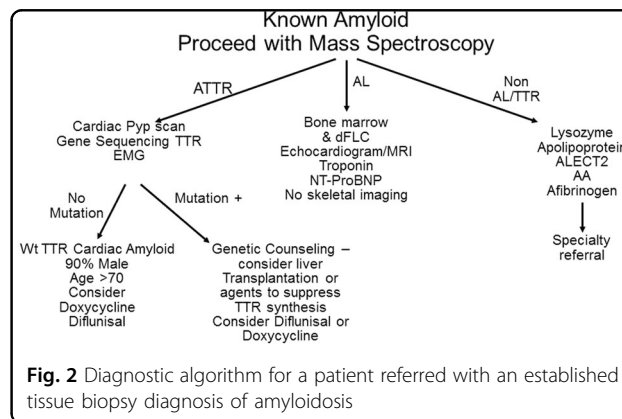 Known Amyloid
Proceed with Mass Spectroscopy
ATTR
AL
Non
AL/TTR
Cardiac Pyp scan
Gene Sequencing TTR
EMG
Bone marrow
& dFLC
Echocardiogram/MRI
Troponin
NT-ProBNP
No skeletal imaging
Lysozyme
Apolipoprotein
ALECT2
AA
Afibrinogen
No
Mutation
Mutation +
Wt TTR Cardiac Amyloid
90% Male
Age >70
Consider
Doxycycline
Diflunisal
Genetic Counseling –
consider liver
Transplantation or
agents to suppress
TTR synthesis
Consider Diflunisal or
Doxycycline
Specialty
referral
Fig. 2 Diagnostic algorithm for a patient referred with an established
tissue biopsy diagnosis of amyloidosis